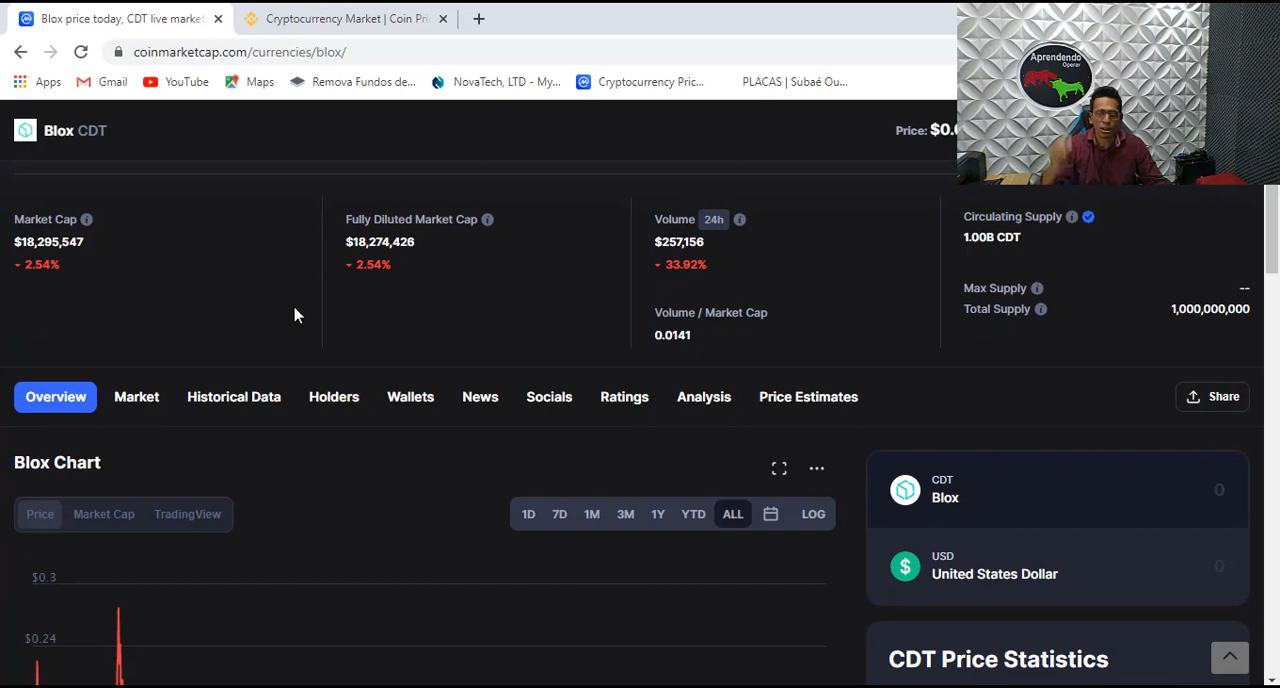 Blox price today, CDT live market
Cryptocurrency Market | Coin Pri
coinmarketcap.com/currencies/blox/
Apps
Gmail
YouTube
Maps
Remova Fundos de...
NovaTech, LTD - My...
Cryptocurrency Pric...
PLACAS | Subaé Ou...
Aprendendo
Operar
Blox CDT
Price: $0.0
Market Cap
$18,295,547
2.54%
Fully Diluted Market Cap
$18,274,426
2.54%
Volume 24h
$257,156
33.92%
Volume / Market Cap
0.0141
Circulating Supply
1.00B CDT
Max Supply --
Total Supply 1,000,000,000
Overview
Market
Historical Data
Holders
Wallets
News
Socials
Ratings
Analysis
Price Estimates
Share
Blox Chart
Price
Market Cap
TradingView
1D
7D
1M
3M
1Y
YTD
ALL
LOG
$0.3
$0.24
CDT
Blox
0
USD
United States Dollar
0
CDT Price Statistics